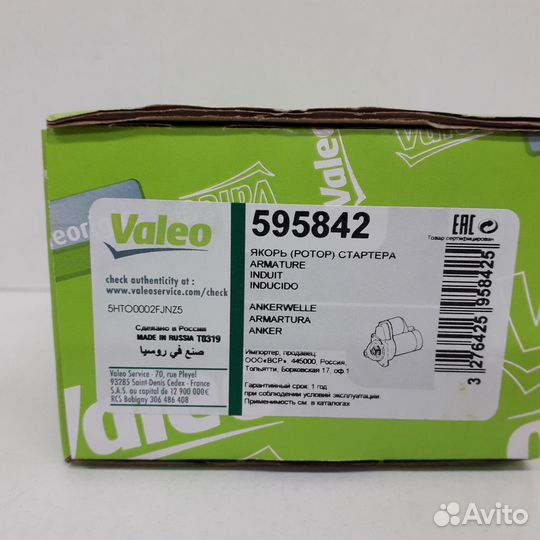 Valeo
check authenticity at :
www.valeoservice.com/check
5HTO0002FJNZ5
Сделано в России
MADE IN RUSSIA T0319
صنع في روسيا
Valeo Service - 70, rue Pleyel
93285 Saint-Denis Cedex - France
S.A.S. au capital de 12 900 000€
RCS Bobigny 306 486 408
595842
ЯКОРЬ (РОТОР) СТАРТЕРА
ARMATURE
INDUIT
INDUCIDO
ANKERWELLE
ARMARTURA
ANKER
Импортер, продавец:
ООО«ВСР», 445000, Россия,
Тольятти, Борковская 17, оф.1
Гарантийный срок: 1 год
при соблюдении условий эксплуатации.
Применимость см. в каталогах
EAC
Товар сертифицирован
3 276425 958425
Valeo
Avito